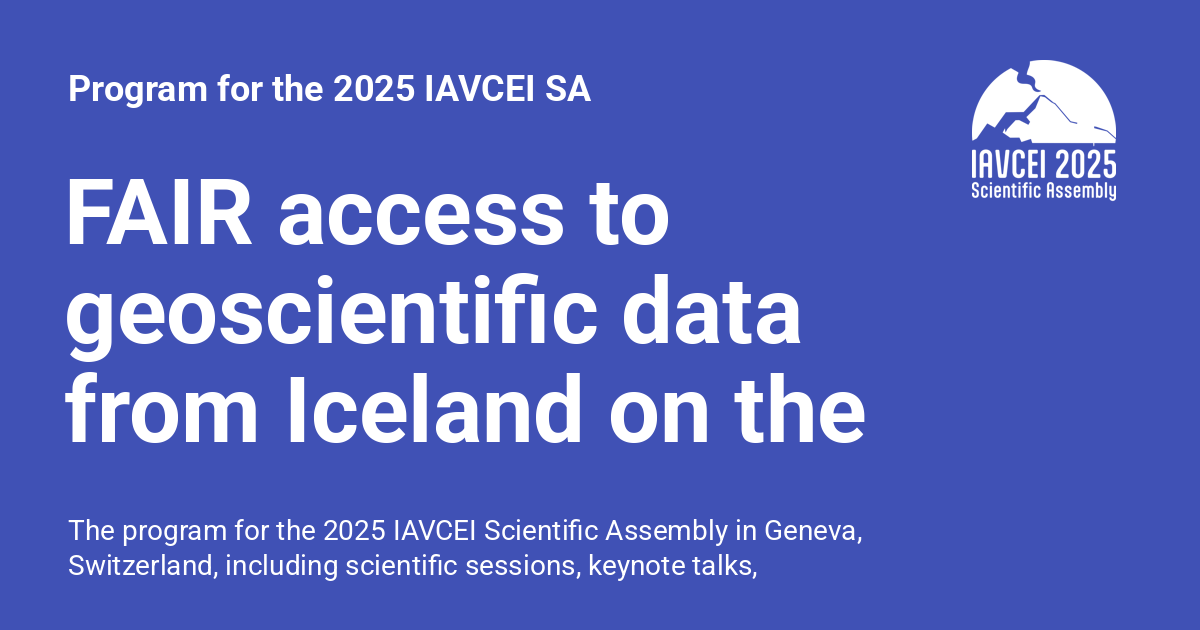 Program for the 2025 IAVCEI SA
IAVCEI 2025
Scientific Assembly
FAIR access to
geoscientific data
from Iceland on the
The program for the 2025 IAVCEI Scientific Assembly in Geneva,
Switzerland, including scientific sessions, keynote talks,